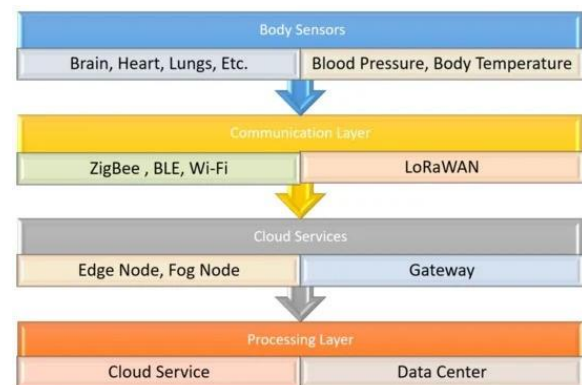 Body Sensors
Brain, Heart, Lungs, Etc.
Blood Pressure, Body Temperature
Communication Layer
ZigBee , BLE, Wi-Fi
LoRaWAN
Cloud Services
Edge Node, Fog Node
Gateway
Processing Layer
Cloud Service
Data Center